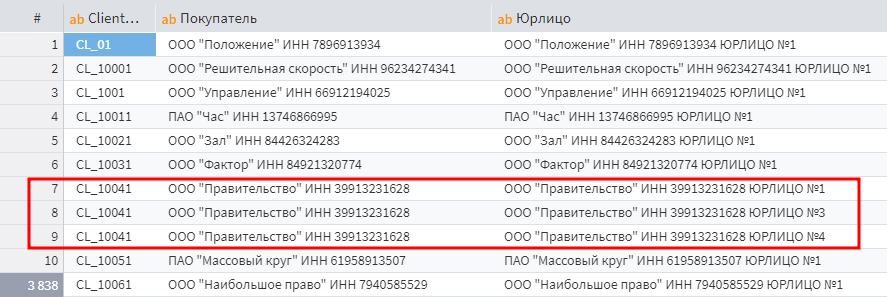 # ab Client... ab Покупатель ab Юрлицо
1 CL_01 ООО "Положение" ИНН 7896913934 ООО "Положение" ИНН 7896913934 ЮРЛИЦО №1
2 CL_10001 ООО "Решительная скорость" ИНН 96234274341 ООО "Решительная скорость" ИНН 96234274341 ЮРЛИЦО №1
3 CL_1001 ООО "Управление" ИНН 66912194025 ООО "Управление" ИНН 66912194025 ЮРЛИЦО №1
4 CL_10011 ПАО "Час" ИНН 13746866995 ПАО "Час" ИНН 13746866995 ЮРЛИЦО №1
5 CL_10021 ООО "Зал" ИНН 84426324283 ООО "Зал" ИНН 84426324283 ЮРЛИЦО №1
6 CL_10031 ООО "Фактор" ИНН 84921320774 ООО "Фактор" ИНН 84921320774 ЮРЛИЦО №1
7 CL_10041 ООО "Правительство" ИНН 39913231628 ООО "Правительство" ИНН 39913231628 ЮРЛИЦО №1
8 CL_10041 ООО "Правительство" ИНН 39913231628 ООО "Правительство" ИНН 39913231628 ЮРЛИЦО №3
9 CL_10041 ООО "Правительство" ИНН 39913231628 ООО "Правительство" ИНН 39913231628 ЮРЛИЦО №4
10 CL_10051 ПАО "Массовый круг" ИНН 61958913507 ПАО "Массовый круг" ИНН 61958913507 ЮРЛИЦО №1
3 838 CL_10061 ООО "Наибольшое право" ИНН 7940585529 ООО "Наибольшое право" ИНН 7940585529 ЮРЛИЦО №1